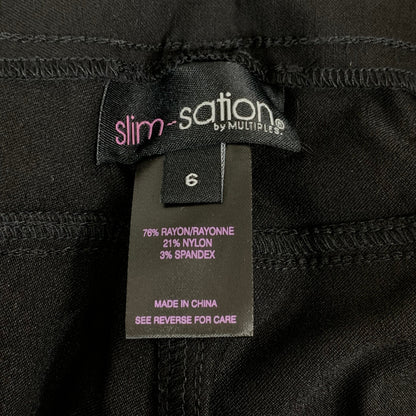 slim-sation®
by MULTIPLES®
6
76% RAYON/RAYONNE
21% NYLON
3% SPANDEX
MADE IN CHINA
SEE REVERSE FOR CARE